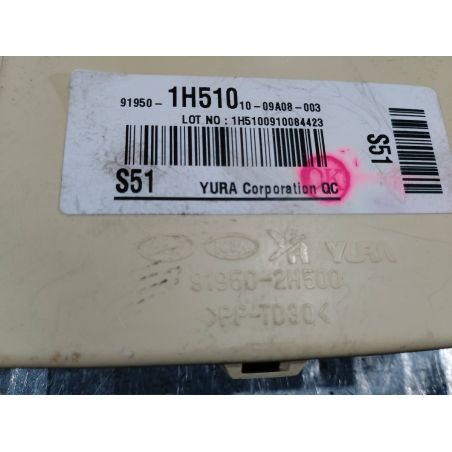 91950-1H510 10-09A08-003
LOT NO : 1H5100910084423
S51
S51 YURA Corporation QC
OK
KIA YURA
91950-2H500
>PP-TD30<